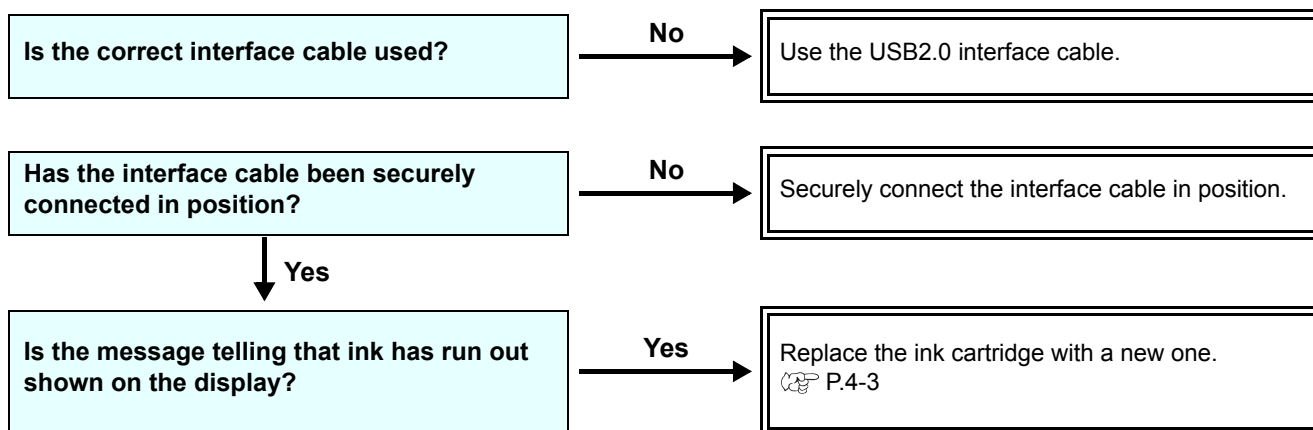 Is the correct interface cable used?
No
Use the USB2.0 interface cable.
Has the interface cable been securely
connected in position?
No
Securely connect the interface cable in position.
Yes
Is the message telling that ink has run out
shown on the display?
Yes
Replace the ink cartridge with a new one.
P.4-3